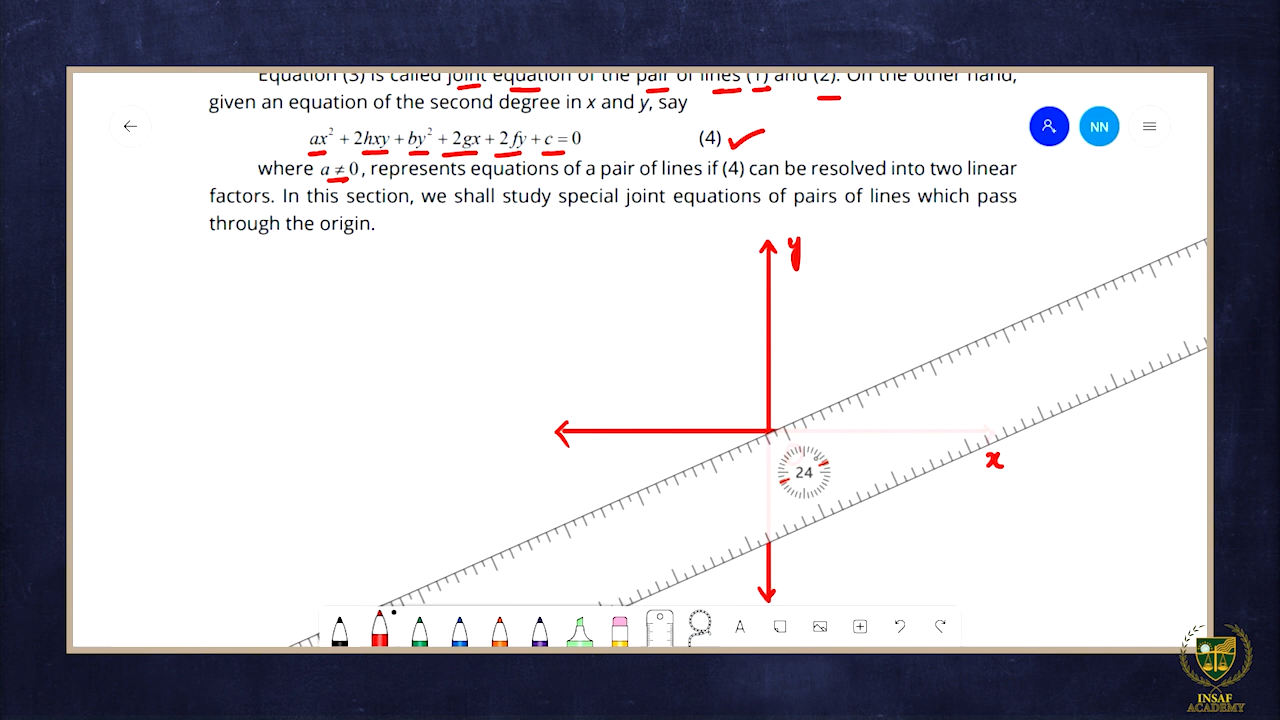 Equation (3) is called joint equation of the pair of lines (1) and (2). On the other hand,
given an equation of the second degree in x and y, say
ax² + 2hxy + by² + 2gx + 2fy + c = 0 (4)
where a ≠ 0, represents equations of a pair of lines if (4) can be resolved into two linear
factors. In this section, we shall study special joint equations of pairs of lines which pass
through the origin.
NN
y
x
24
A
INSAF
ACADEMY